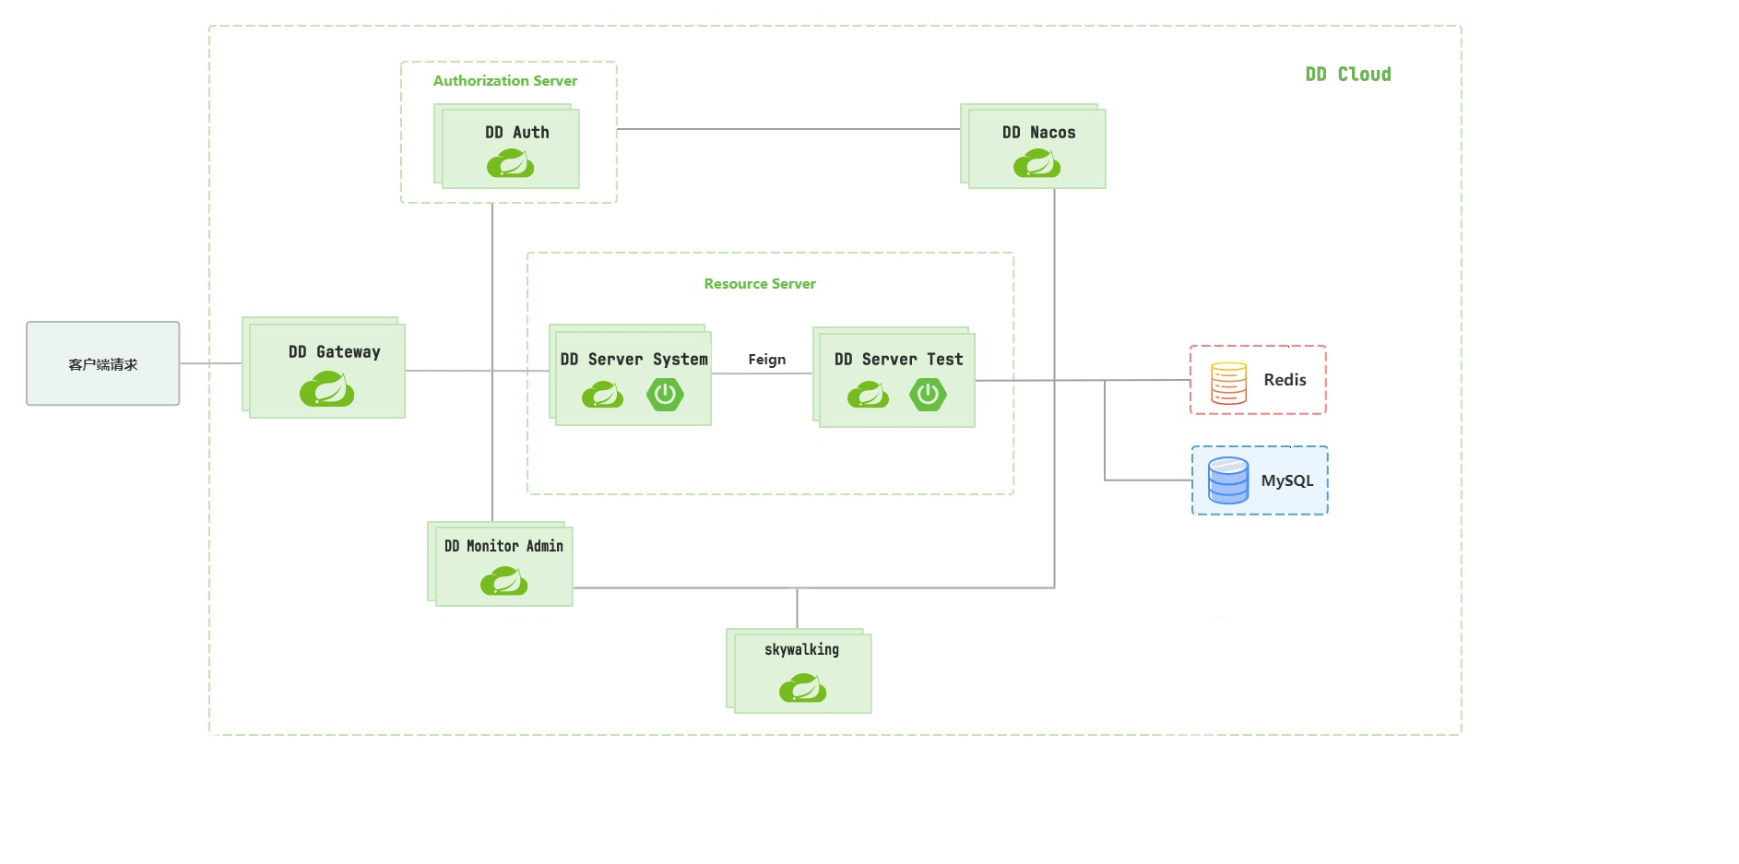 DD Cloud
Authorization Server
DD Auth
DD Nacos
Resource Server
客户端请求
DD Gateway
DD Server System
Feign
DD Server Test
Redis
MySQL
DD Monitor Admin
skywalking